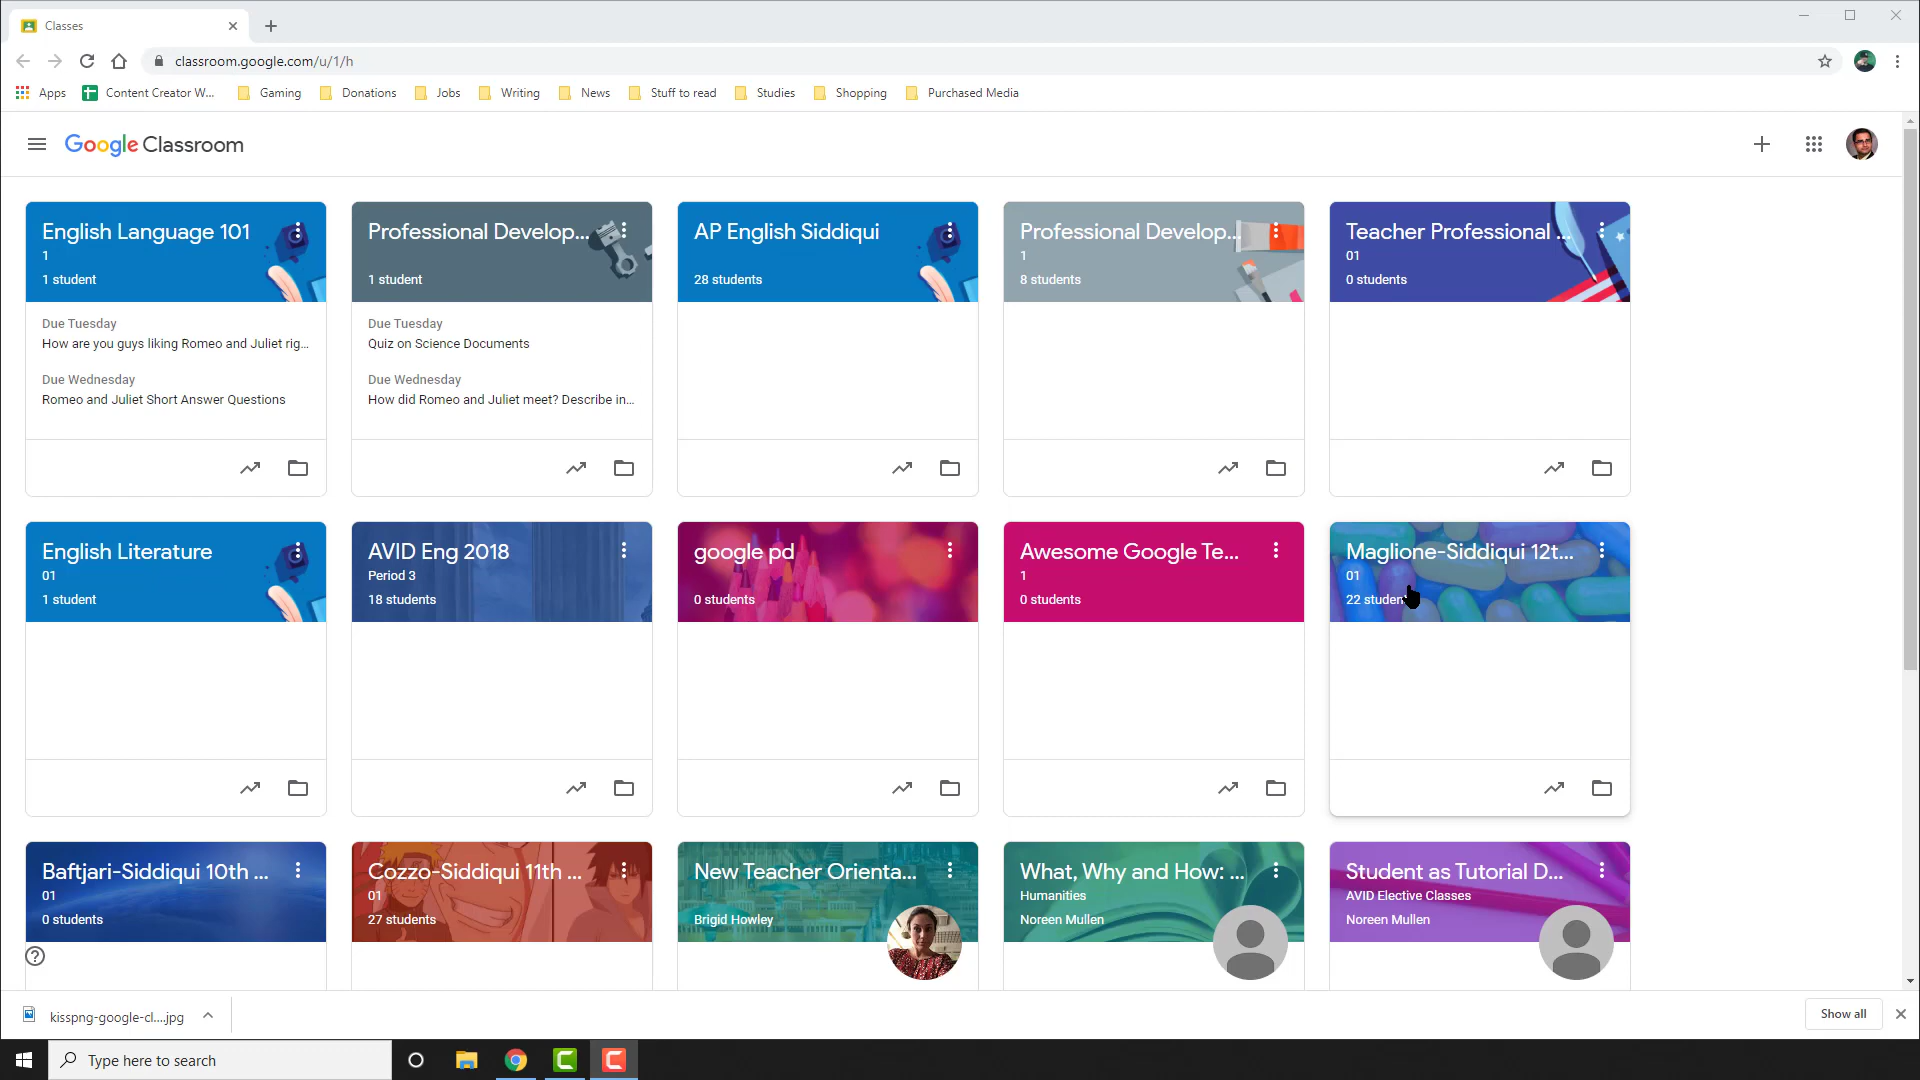 Classes
classroom.google.com/u/1/h
Apps
Content Creator W...
Gaming
Donations
Jobs
Writing
News
Stuff to read
Studies
Shopping
Purchased Media
Google Classroom
English Language 101
1
1 student
Due Tuesday
How are you guys liking Romeo and Juliet rig...
Due Wednesday
Romeo and Juliet Short Answer Questions
Professional Develop...
1 student
Due Tuesday
Quiz on Science Documents
Due Wednesday
How did Romeo and Juliet meet? Describe in...
AP English Siddiqui
28 students
Professional Develop...
1
8 students
Teacher Professional ...
01
0 students
English Literature
01
1 student
AVID Eng 2018
Period 3
18 students
google pd
0 students
Awesome Google Te...
1
0 students
Maglione-Siddiqui 12t...
01
22 students
Baftjari-Siddiqui 10th ...
01
0 students
Cozzo-Siddiqui 11th ...
01
27 students
New Teacher Orienta...
Brigid Howley
What, Why and How: ...
Humanities
Noreen Mullen
Student as Tutorial D...
AVID Elective Classes
Noreen Mullen
kisspng-google-cl....jpg
Show all
Type here to search